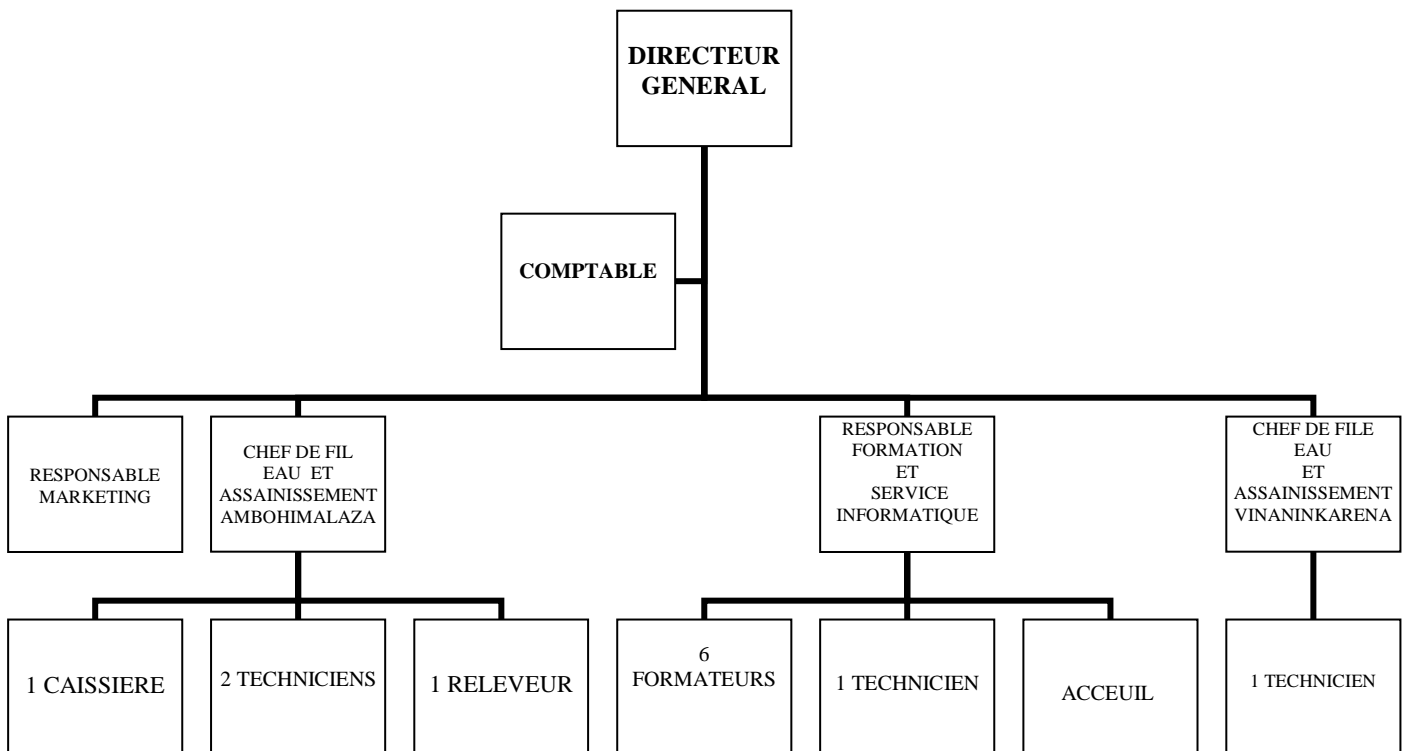 DIRECTEUR
GENERAL
COMPTABLE
RESPONSABLE
MARKETING
CHEF DE FIL
EAU ET
ASSAINISSEMENT
AMBOHIMALAZA
RESPONSABLE
FORMATION
ET
SERVICE
INFORMATIQUE
CHEF DE FILE
EAU
ET
ASSAINISSEMENT
VINANINKARENA
1 CAISSIERE
2 TECHNICIENS
1 RELEVEUR
6
FORMATEURS
1 TECHNICIEN
ACCEUIL
1 TECHNICIEN